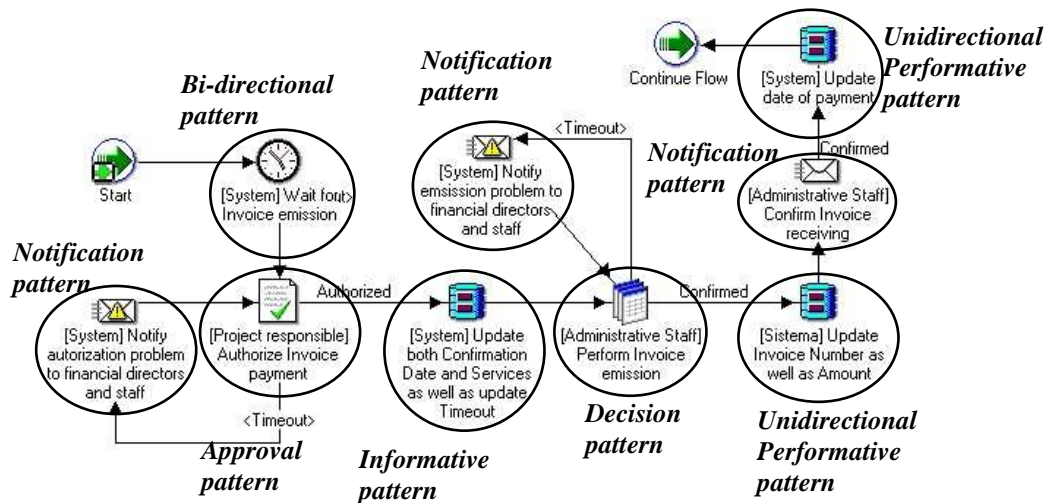 Notification
pattern
Unidirectional
Performative
pattern
Continue Flow
[System] Update
date of payment
Bi-directional
pattern
<Timeout>
Confirmed
Notification
pattern
Start
[System] Wait fout>
Invoice emission
[System] Notify
emsission problem to
financial directors
and staff
[Administrative Staff]
Confirm Invoice
receiving
Notification
pattern
Authorized
Confirmed
[System] Notify
autorization problem
to financial directors
and staff
[Project responsible]
Authorize Invoice
payment
[System] Update
both Confirmation
Date and Services
as well as update
Timeout
[Administrative Staff]
Perform Invoice
emission
[Sistema] Update
Invoice Number as
well as Amount
<Timeout>
Approval
pattern
Informative
pattern
Decision
pattern
Unidirectional
Performative
pattern